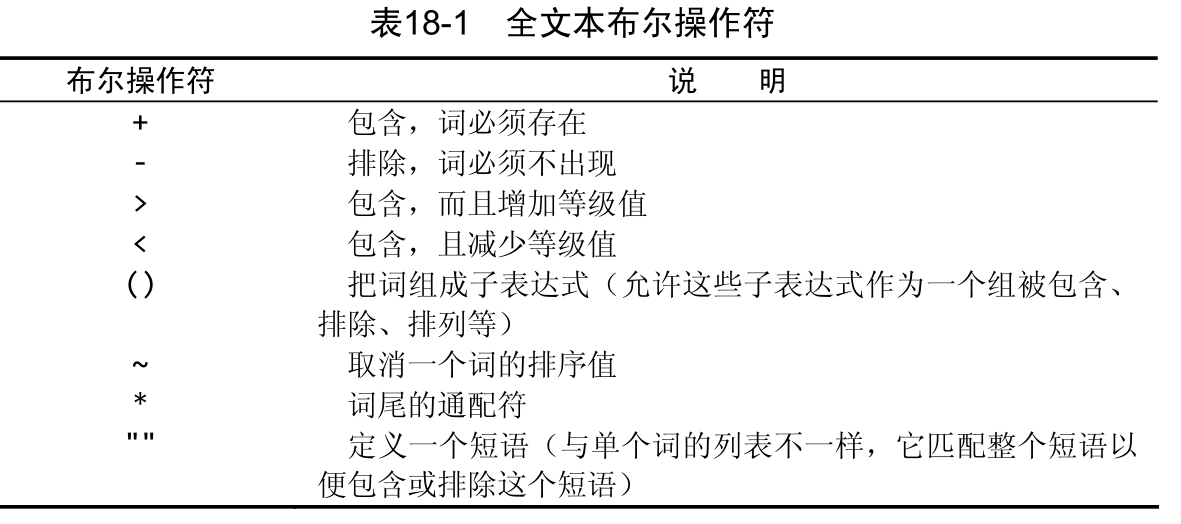 表18-1 全文本布尔操作符
布尔操作符 说 明
+ 包含，词必须存在
- 排除，词必须不出现
> 包含，而且增加等级值
< 包含，且减少等级值
() 把词组成子表达式（允许这些子表达式作为一个组被包含、
排除、排列等）
~ 取消一个词的排序值
* 词尾的通配符
"" 定义一个短语（与单个词的列表不一样，它匹配整个短语以
便包含或排除这个短语）